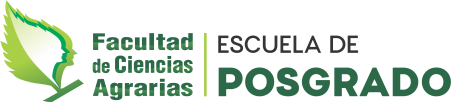 Facultad
de Ciencias
Agrarias
ESCUELA DE
POSGRADO